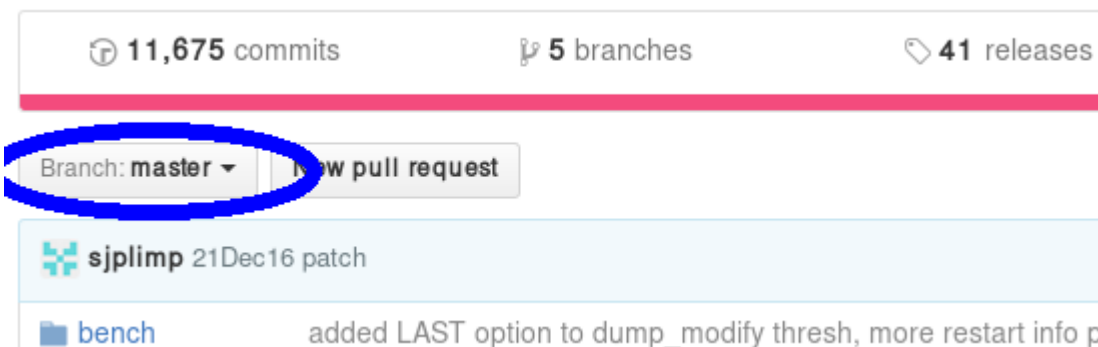 11,675 commits 5 branches 41 releases
Branch: master New pull request
sjplimp 21Dec16 patch
bench added LAST option to dump_modify thresh, more restart info